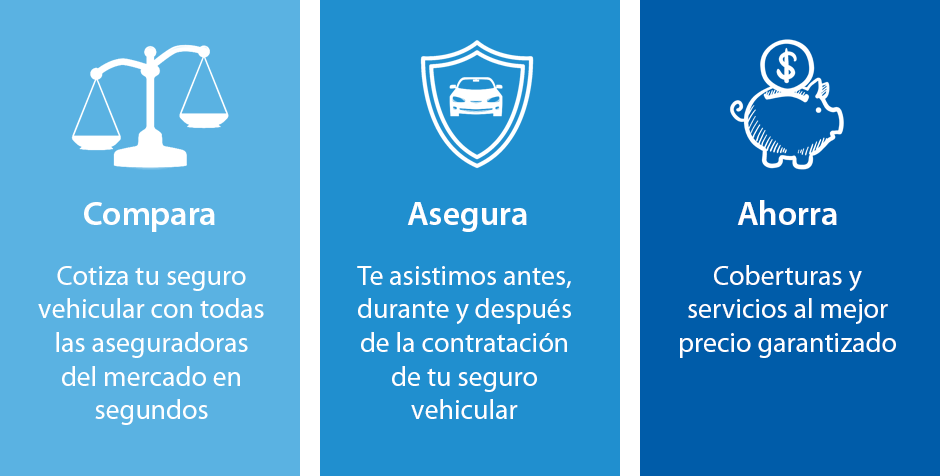 Compara
Cotiza tu seguro
vehicular con todas
las aseguradoras
del mercado en
segundos
$
Asegura
Te asistimos antes,
durante y después
de la contratación
de tu seguro
vehicular
Ahorra
Coberturas y
servicios al mejor
precio garantizado